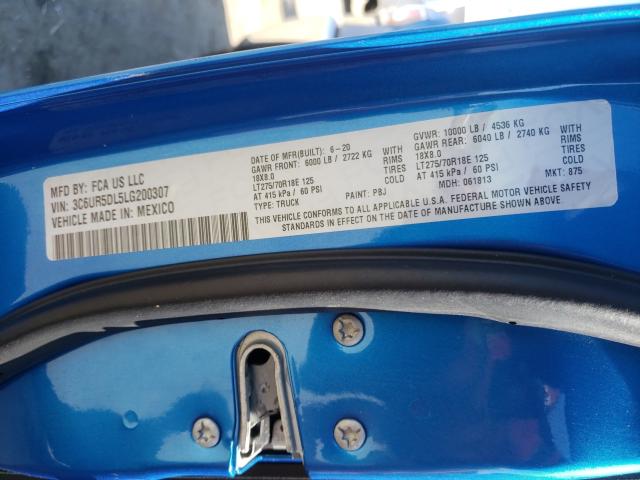 MFD BY: FCA US LLC
VIN: 3C6UR5DL5LG200307
VEHICLE MADE IN: MEXICO
DATE OF MFR(BUILT): 6-20
GAWR FRONT: 6000 LB / 2722 KG WITH
18X8.0 RIMS
LT275/70R18E 125 TIRES
AT 415 kPa / 60 PSI COLD
TYPE: TRUCK PAINT: PBJ
GVWR: 10000 LB / 4536 KG
GAWR REAR: 6040 LB / 2740 KG WITH
18X8.0 RIMS
LT275/70R18E 125 TIRES
AT 415 kPa / 60 PSI COLD
MDH: 061813 MKT: 875
THIS VEHICLE CONFORMS TO ALL APPLICABLE U.S.A. FEDERAL MOTOR VEHICLE SAFETY
STANDARDS IN EFFECT ON THE DATE OF MANUFACTURE SHOWN ABOVE.